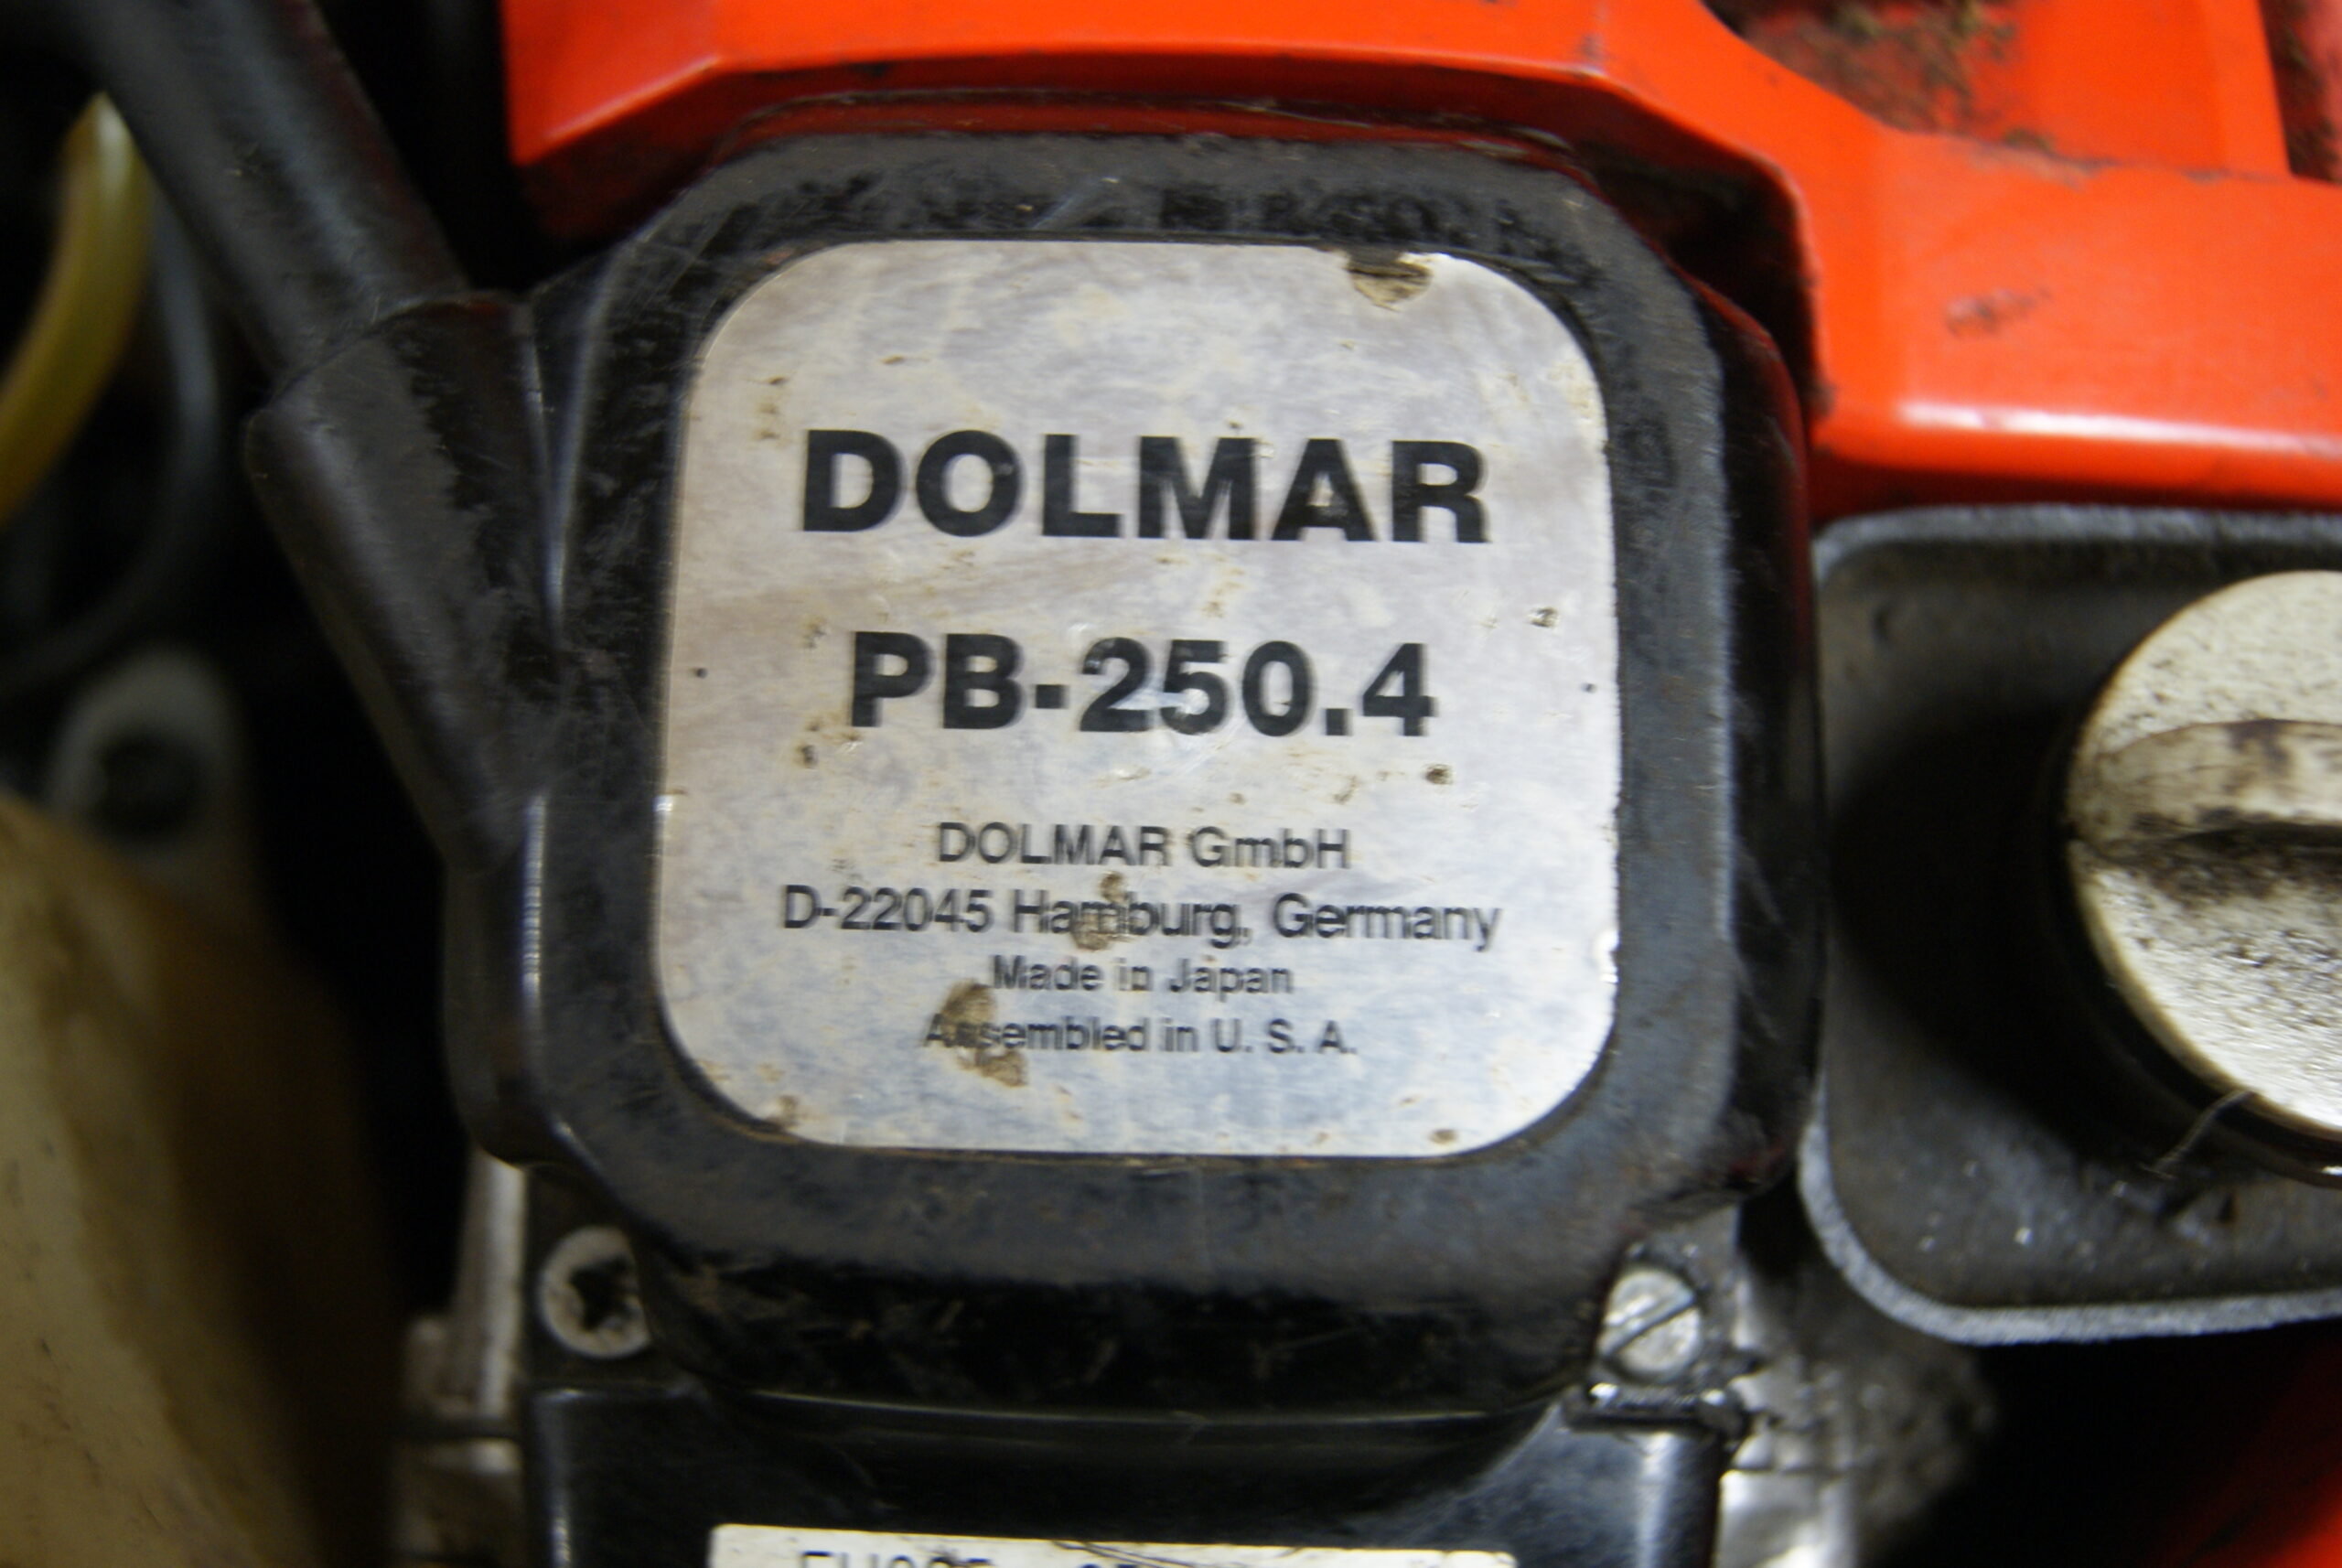 DOLMAR
PB-250.4
DOLMAR GmbH
D-22045 Hamburg, Germany
Made in Japan
Assembled in U. S. A.